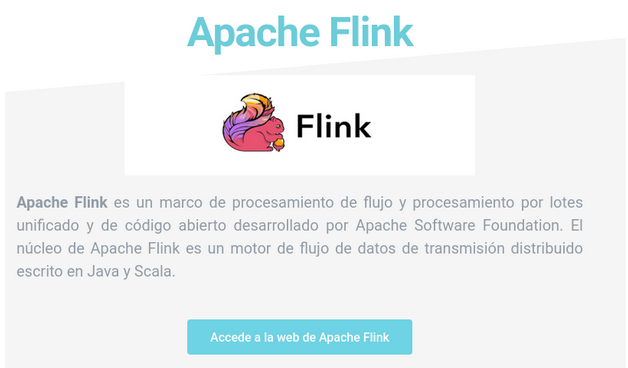 Apache Flink
Flink
Apache Flink es un marco de procesamiento de flujo y procesamiento por lotes
unificado y de código abierto desarrollado por Apache Software Foundation. El
núcleo de Apache Flink es un motor de flujo de datos de transmisión distribuido
escrito en Java y Scala.
Accede a la web de Apache Flink